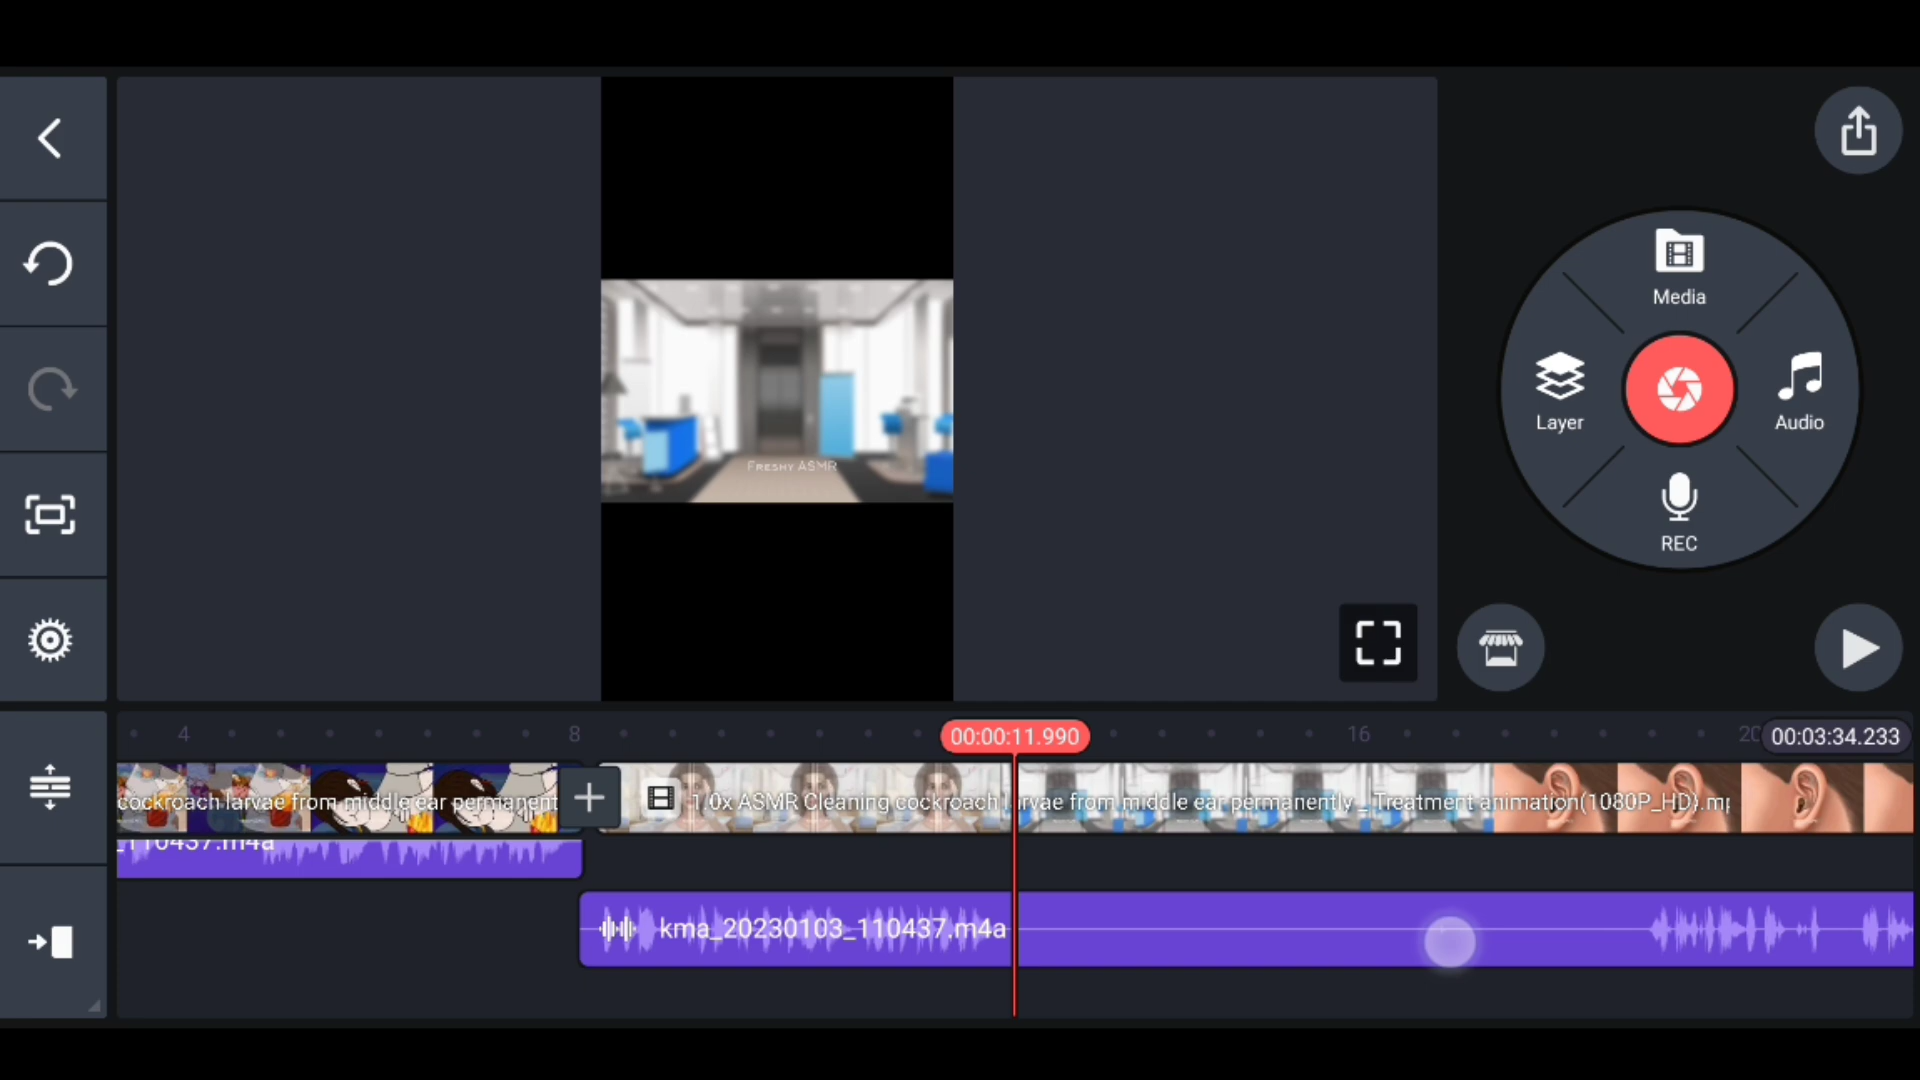 Media
Layer
Audio
REC
Freshy ASMR
4
8
00:00:11.990
16
20
00:03:34.233
cockroach larvae from middle ear permanent
1.0x ASMR Cleaning cockroach larvae from middle ear permanently _ Treatment animation(1080P_HD).mp
_110437.m4a
kma_20230103_110437.m4a